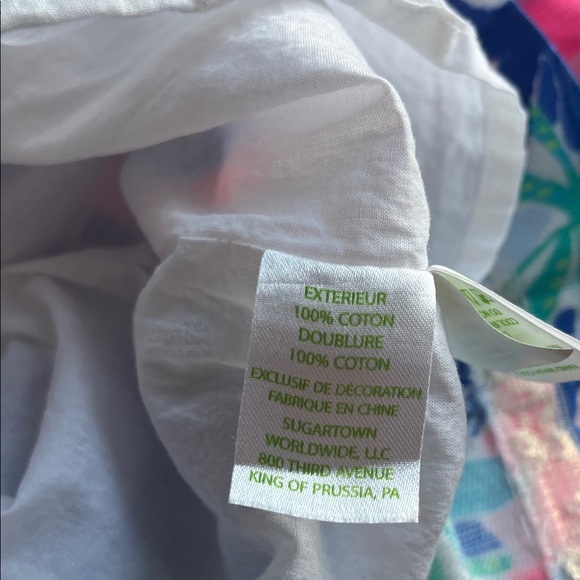 EXTERIEUR
100% COTON
DOUBLURE
100% COTON
EXCLUSIF DE DÉCORATION
FABRIQUE EN CHINE
SUGARTOWN
WORLDWIDE, LLC
800 THIRD AVENUE
KING OF PRUSSIA, PA